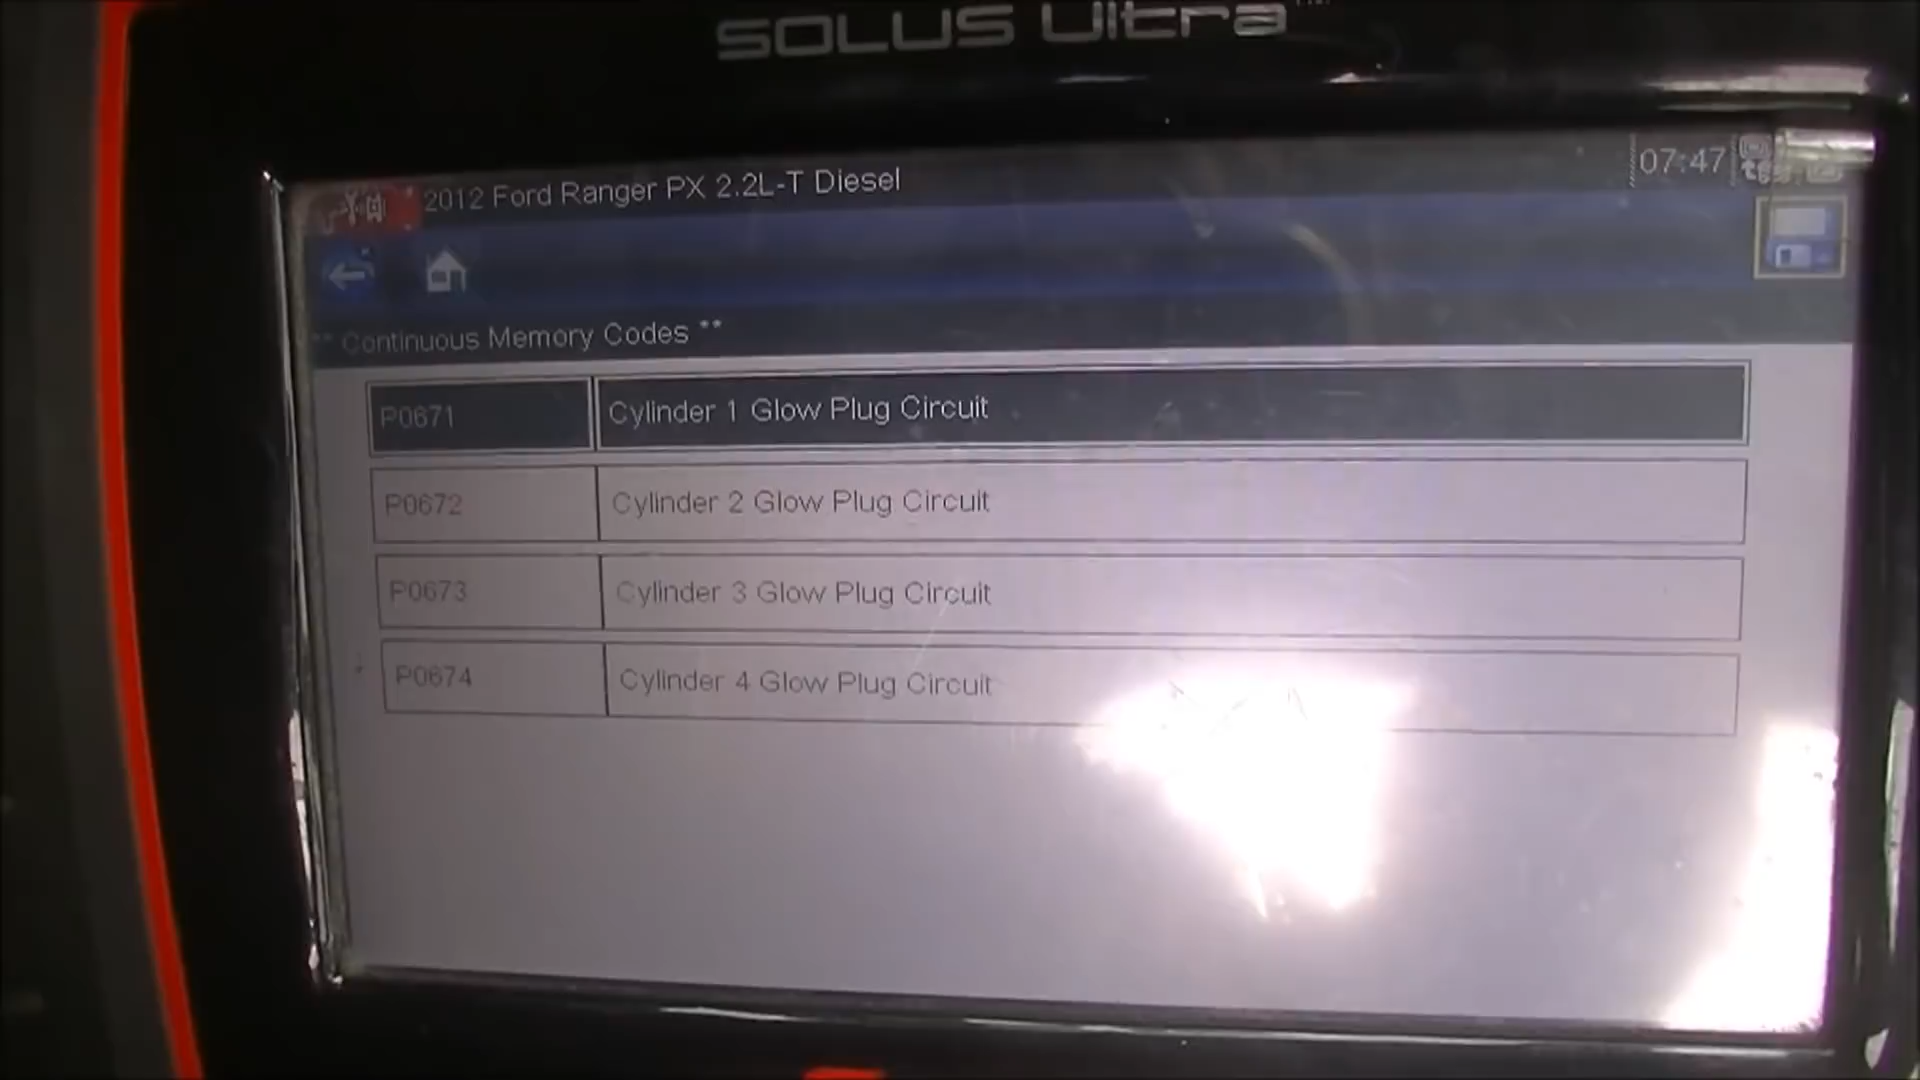 SOLUS Ultra
2012 Ford Ranger PX 2.2L-T Diesel
07:47
** Continuous Memory Codes **
P0671 Cylinder 1 Glow Plug Circuit
P0672 Cylinder 2 Glow Plug Circuit
P0673 Cylinder 3 Glow Plug Circuit
P0674 Cylinder 4 Glow Plug Circuit